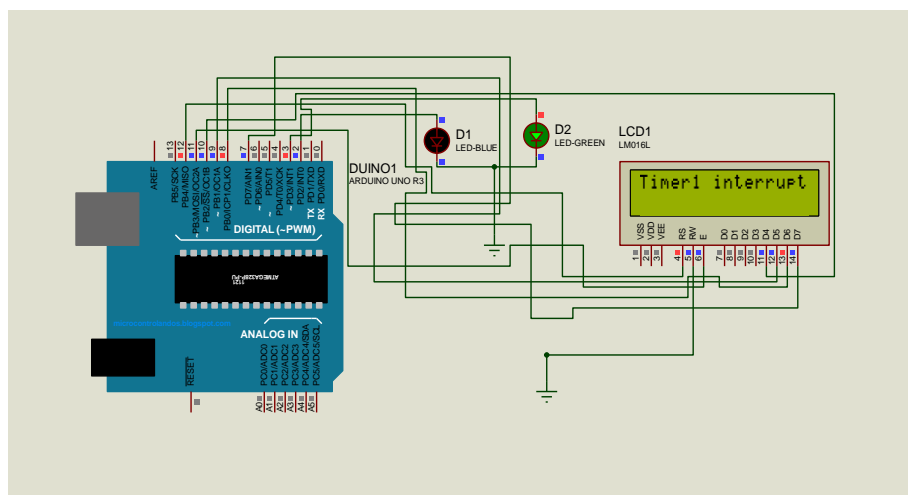 DUINO1
ARDUINO UNO R3
AREF
13
12
11
10
9
8
7
6
5
4
3
2
1
0
PB5/SCK
PB4/MISO
PB3/MOSI/OC2A
PB2/SS/OC1B
PB1/OC1A
PB0/ICP1/CLKO
PD7/AIN1
PD6/AIN0
PD5/T1
PD4/T0/XCK
PD3/INT1
PD2/INT0
PD1/TXD
PD0/RXD
~
~
~
~
~
~
TX
RX
DIGITAL (~PWM)
ATMEGA328P-PU
1121
ANALOG IN
RESET
PC0/ADC0
PC1/ADC1
PC2/ADC2
PC3/ADC3
PC4/ADC4/SDA
PC5/ADC5/SCL
A0
A1
A2
A3
A4
A5
D1
LED-BLUE
D2
LED-GREEN
LCD1
LM016L
Timer1 interrupt
VSS
VDD
VEE
RS
RW
E
D0
D1
D2
D3
D4
D5
D6
D7
1
2
3
4
5
6
7
8
9
10
11
12
13
14